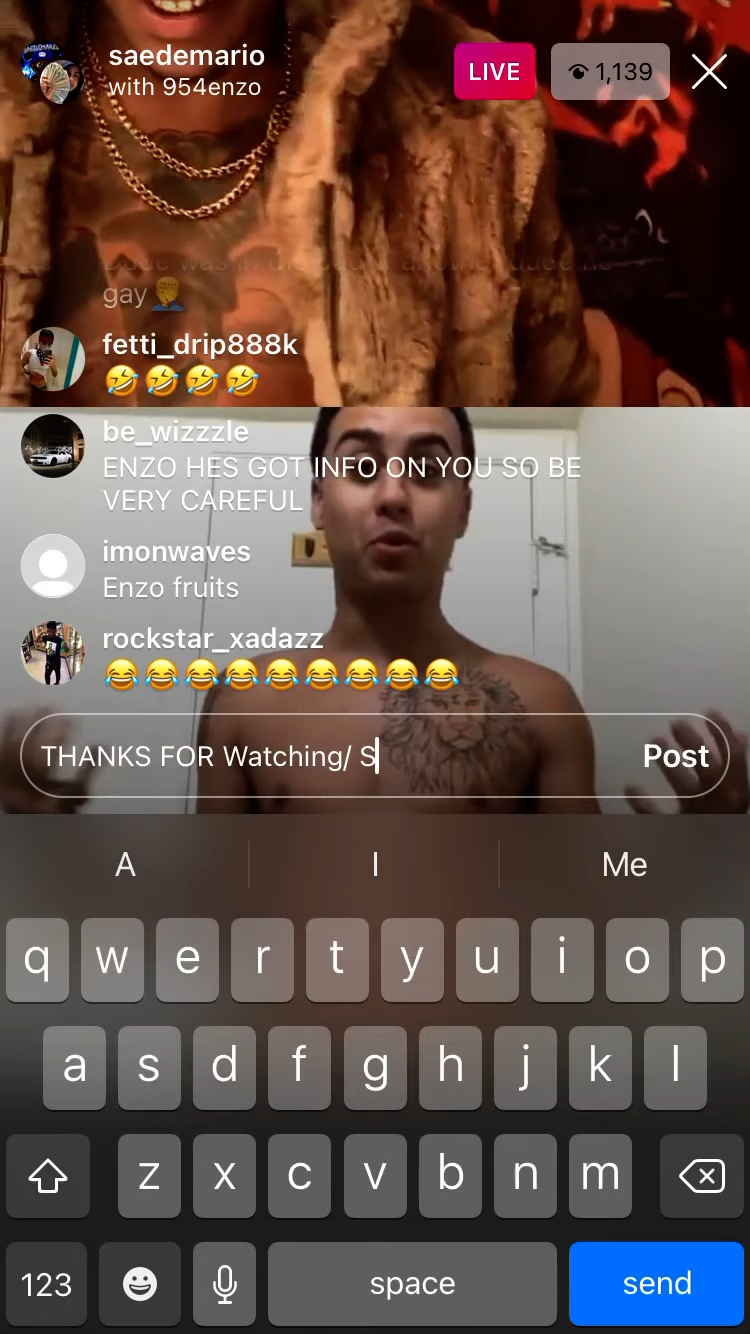 saedemario
with 954enzo
LIVE
1,139
gay🤦‍♂️
fetti_drip888k
🤣🤣🤣🤣
be_wizzzle
ENZO HES GOT INFO ON YOU SO BE
VERY CAREFUL
imonwaves
Enzo fruits
rockstar_xadazz
😂😂😂😂😂😂😂😂😂
THANKS FOR Watching/ S
Post
A I Me
q w e r t y u i o p
a s d f g h j k l
z x c v b n m
123 space send